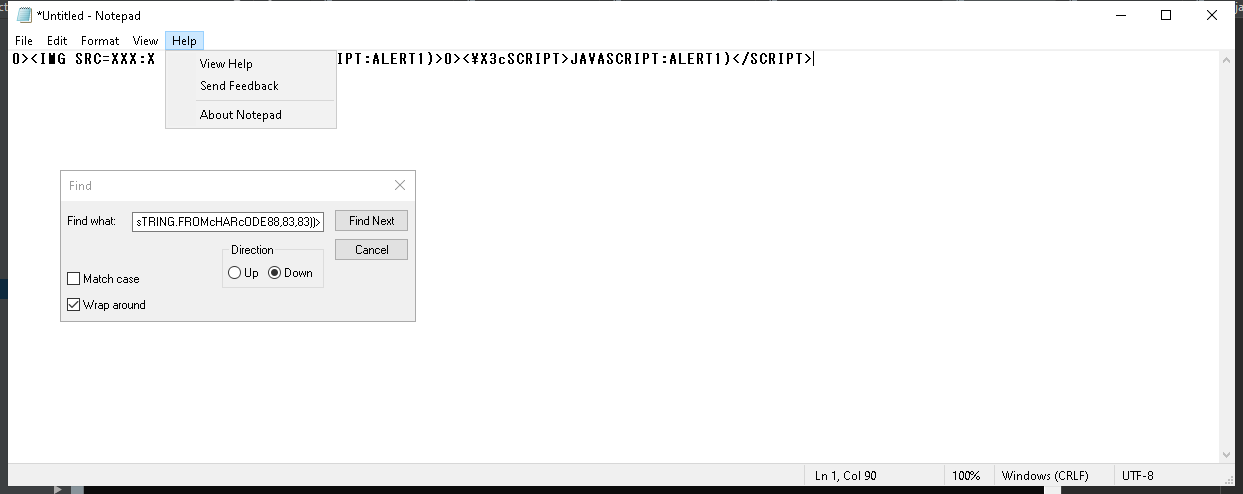 *Untitled - Notepad
File Edit Format View Help
O><IMG SRC=XXX:X IPT:ALERT1)>O><¥X3cSCRIPT>JAVASCRIPT:ALERT1)</SCRIPT>
View Help
Send Feedback
About Notepad
Find
Find what: sTRING.FROMcHARcODE88,83,83))> Find Next
Direction Cancel
Up Down
Match case
Wrap around
Ln 1, Col 90 100% Windows (CRLF) UTF-8